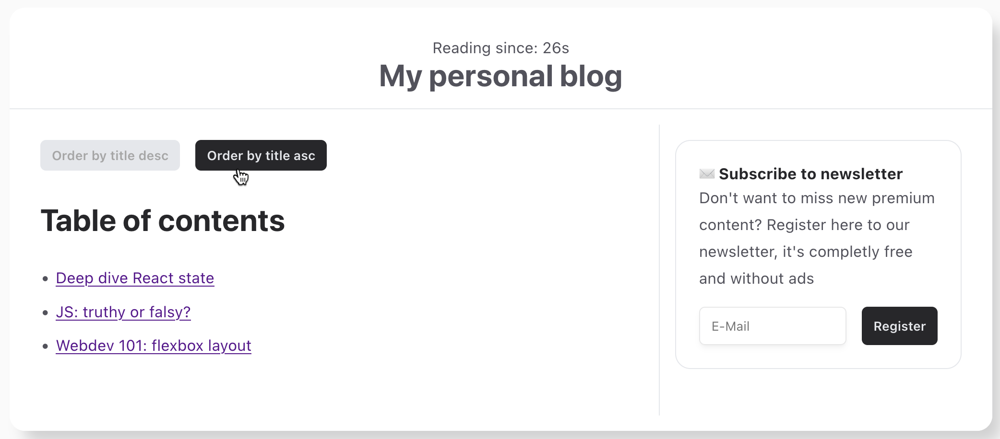 Reading since: 26s
My personal blog
Order by title desc
Order by title asc
Table of contents
Deep dive React state
JS: truthy or falsy?
Webdev 101: flexbox layout
Subscribe to newsletter
Don't want to miss new premium
content? Register here to our
newsletter, it's completly free
and without ads
E-Mail
Register